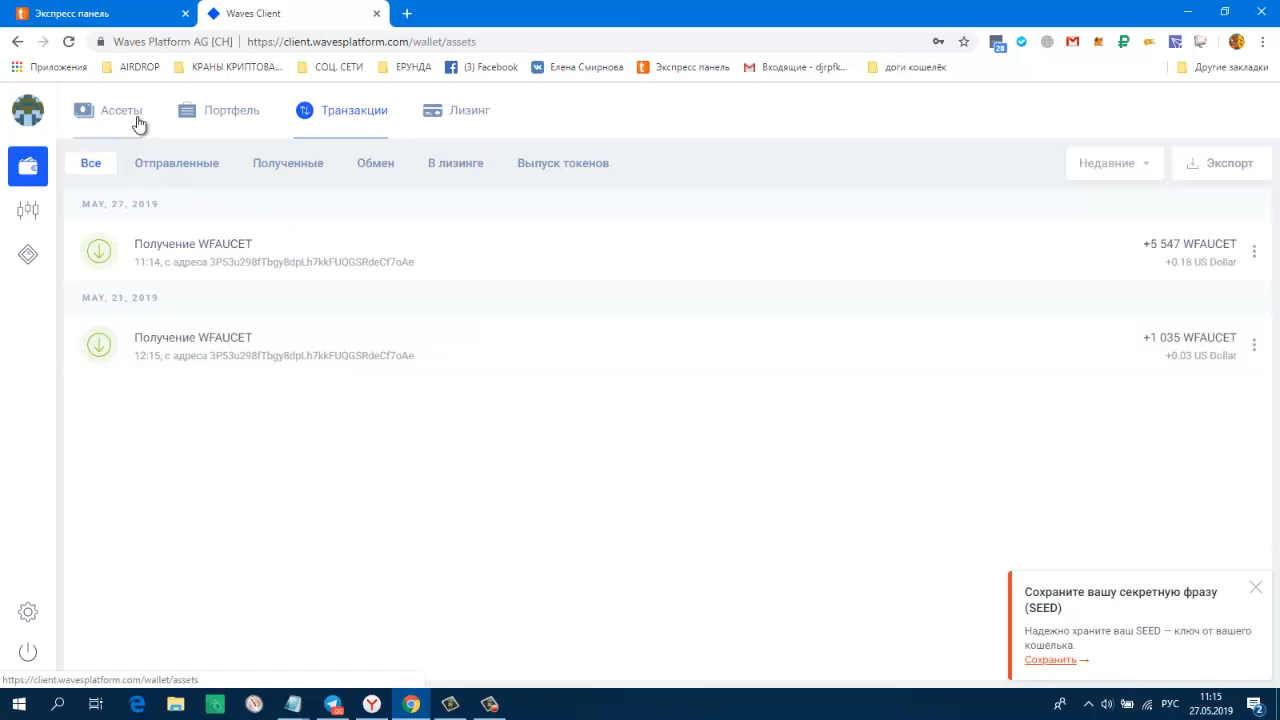 Экспресс панель
Waves Client
Waves Platform AG [CH] https://client.wavesplatform.com/wallet/assets
28
Приложения AIRDROP КРАНЫ КРИПТОВА... СОЦ. СЕТИ ЕРУНДА (3) Facebook Елена Смирнова Экспресс панель Входящие - djrpfk... доги кошелёк Другие закладки
Ассеты Портфель Транзакции Лизинг
Все Отправленные Полученные Обмен В лизинге Выпуск токенов Недавние Экспорт
MAY, 27, 2019
Получение WFAUCET +5 547 WFAUCET
11:14, с адреса 3P53u298fTbgy8dpLh7kkFUQGSRdeCf7oAe +0.18 US Dollar
MAY, 21, 2019
Получение WFAUCET +1 035 WFAUCET
12:15, с адреса 3P53u298fTbgy8dpLh7kkFUQGSRdeCf7oAe +0.03 US Dollar
Сохраните вашу секретную фразу
(SEED)
Надежно храните ваш SEED — ключ от вашего
кошелька.
Сохранить →
https://client.wavesplatform.com/wallet/assets
РУС
11:15
27.05.2019
2